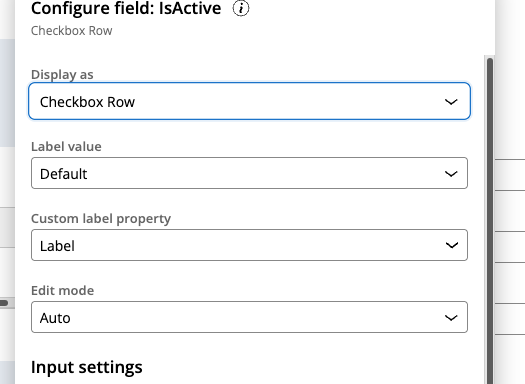 Configure field: IsActive
Checkbox Row
Display as
Checkbox Row
Label value
Default
Custom label property
Label
Edit mode
Auto
Input settings